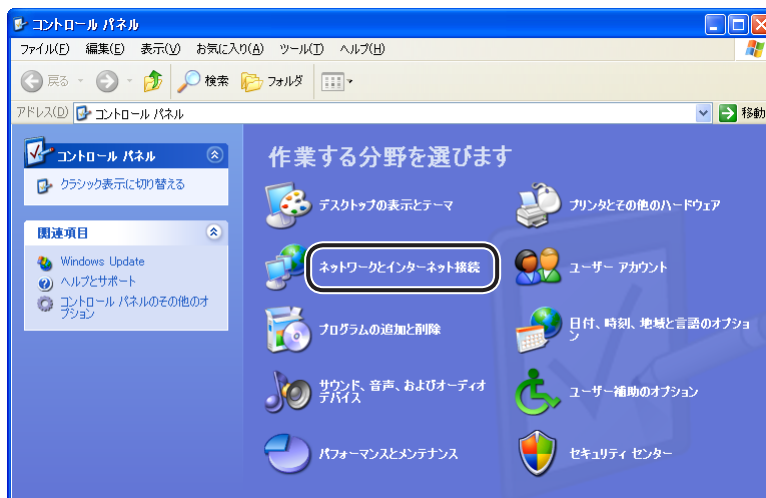 コントロール パネル
ファイル(F) 編集(E) 表示(V) お気に入り(A) ツール(T) ヘルプ(H)
戻る 検索 フォルダ
アドレス(D) コントロール パネル 移動
コントロール パネル
クラシック表示に切り替える
関連項目
Windows Update
ヘルプとサポート
コントロール パネルのその他のオ
プション
作業する分野を選びます
デスクトップの表示とテーマ
プリンタとその他のハードウェア
ネットワークとインターネット接続
ユーザー アカウント
プログラムの追加と削除
日付、時刻、地域と言語のオプショ
ン
サウンド、音声、およびオーディオ
デバイス
ユーザー補助のオプション
パフォーマンスとメンテナンス
セキュリティ センター